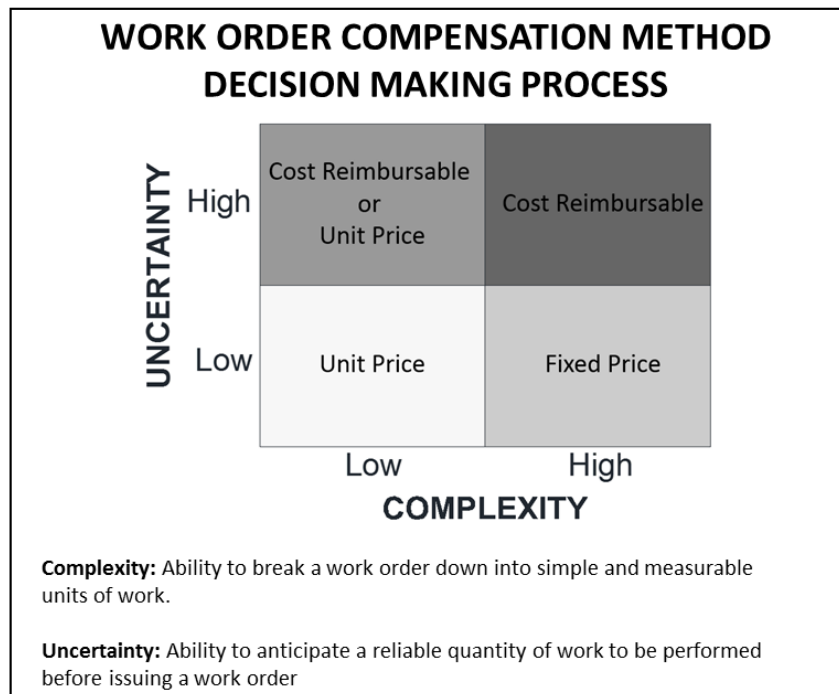 WORK ORDER COMPENSATION METHOD
DECISION MAKING PROCESS
UNCERTAINTY
High
Cost Reimbursable
or
Unit Price
Cost Reimbursable
Low
Unit Price
Fixed Price
Low
High
COMPLEXITY
Complexity: Ability to break a work order down into simple and measurable
units of work.
Uncertainty: Ability to anticipate a reliable quantity of work to be performed
before issuing a work order